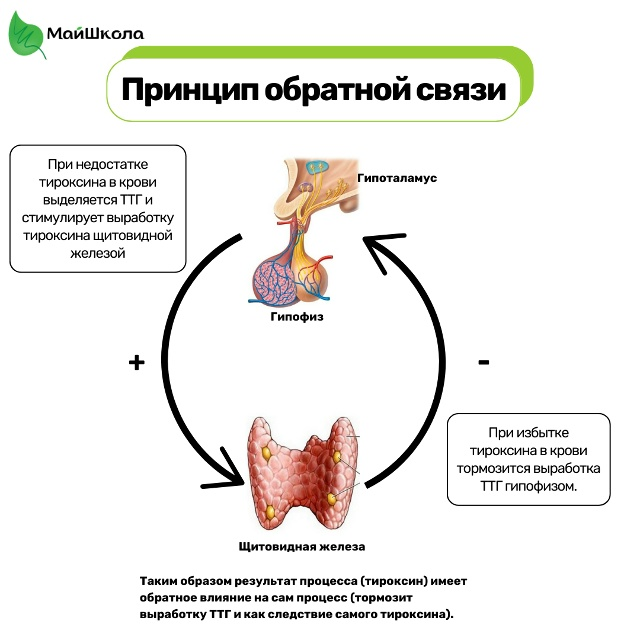 МайШкола
Принцип обратной связи
При недостатке
тироксина в крови
выделяется ТТГ и
стимулирует выработку
тироксина щитовидной
железой
Гипоталамус
Гипофиз
+
-
При избытке
тироксина в крови
тормозится выработка
ТТГ гипофизом.
Щитовидная железа
Таким образом результат процесса (тироксин) имеет
обратное влияние на сам процесс (тормозит
выработку ТТГ и как следствие самого тироксина).